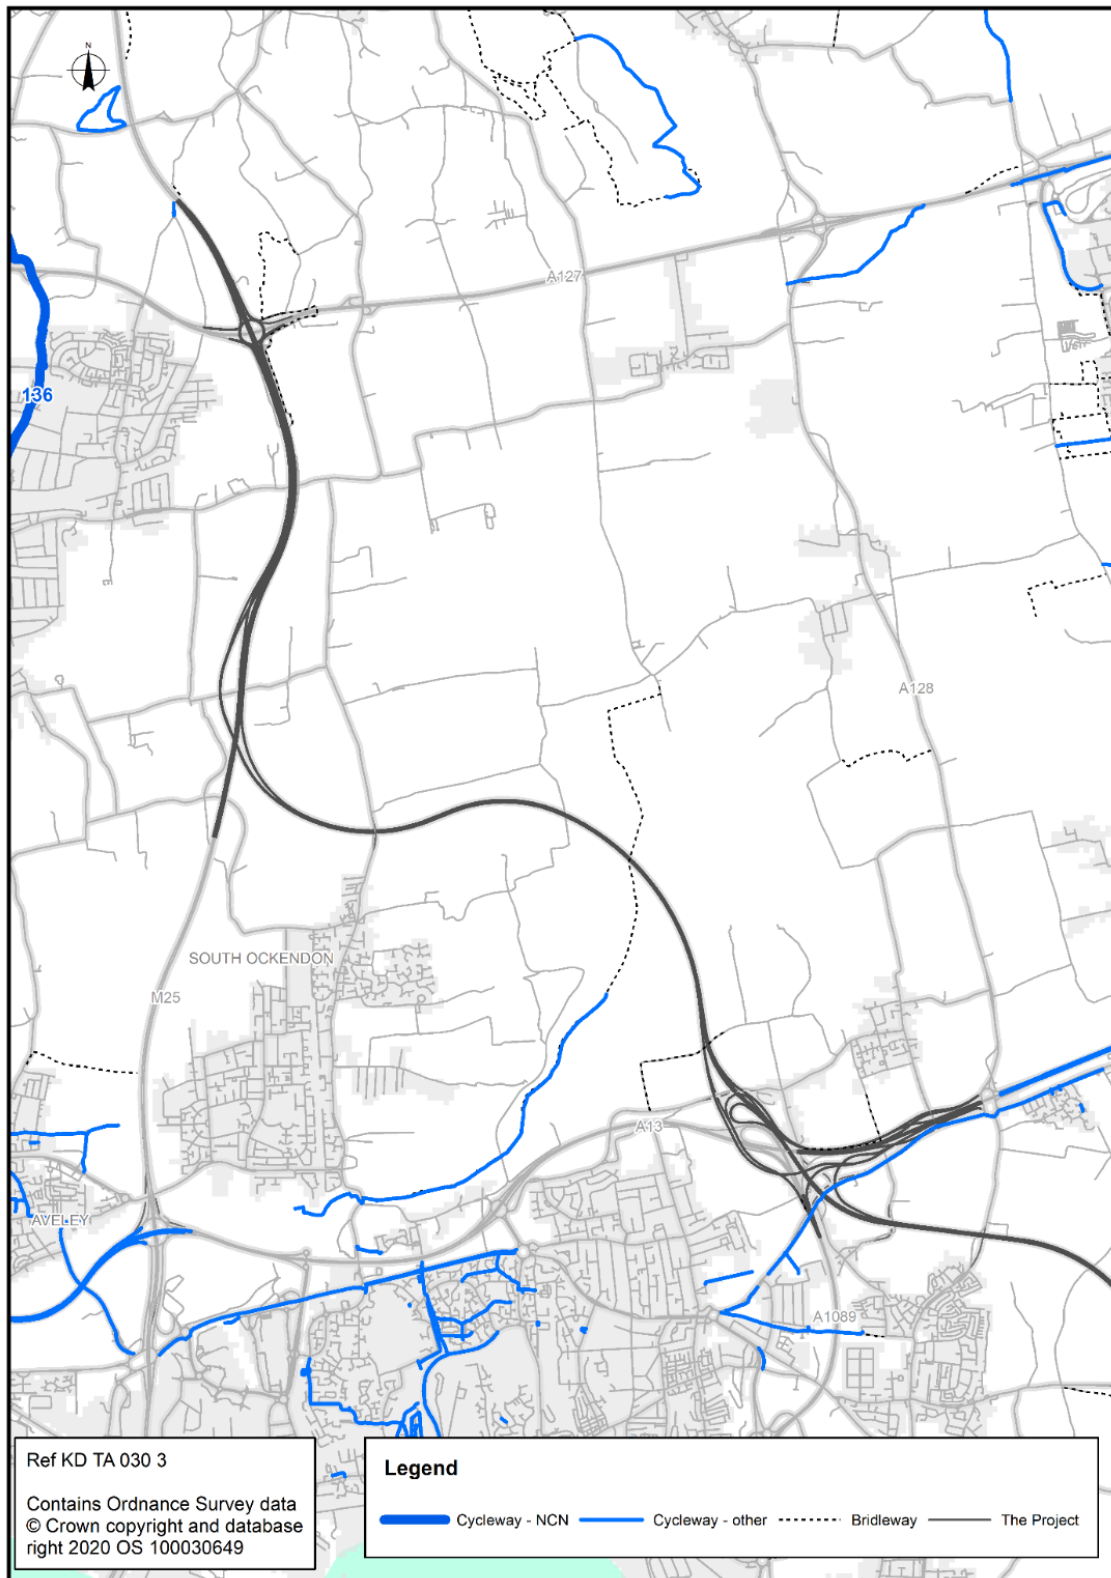 N
A127
136
A128
SOUTH OCKENDON
M25
A13
AVELEY
A1089
Ref KD TA 030 3
Contains Ordnance Survey data
© Crown copyright and database
right 2020 OS 100030649
Legend
Cycleway - NCN
Cycleway - other
Bridleway
The Project